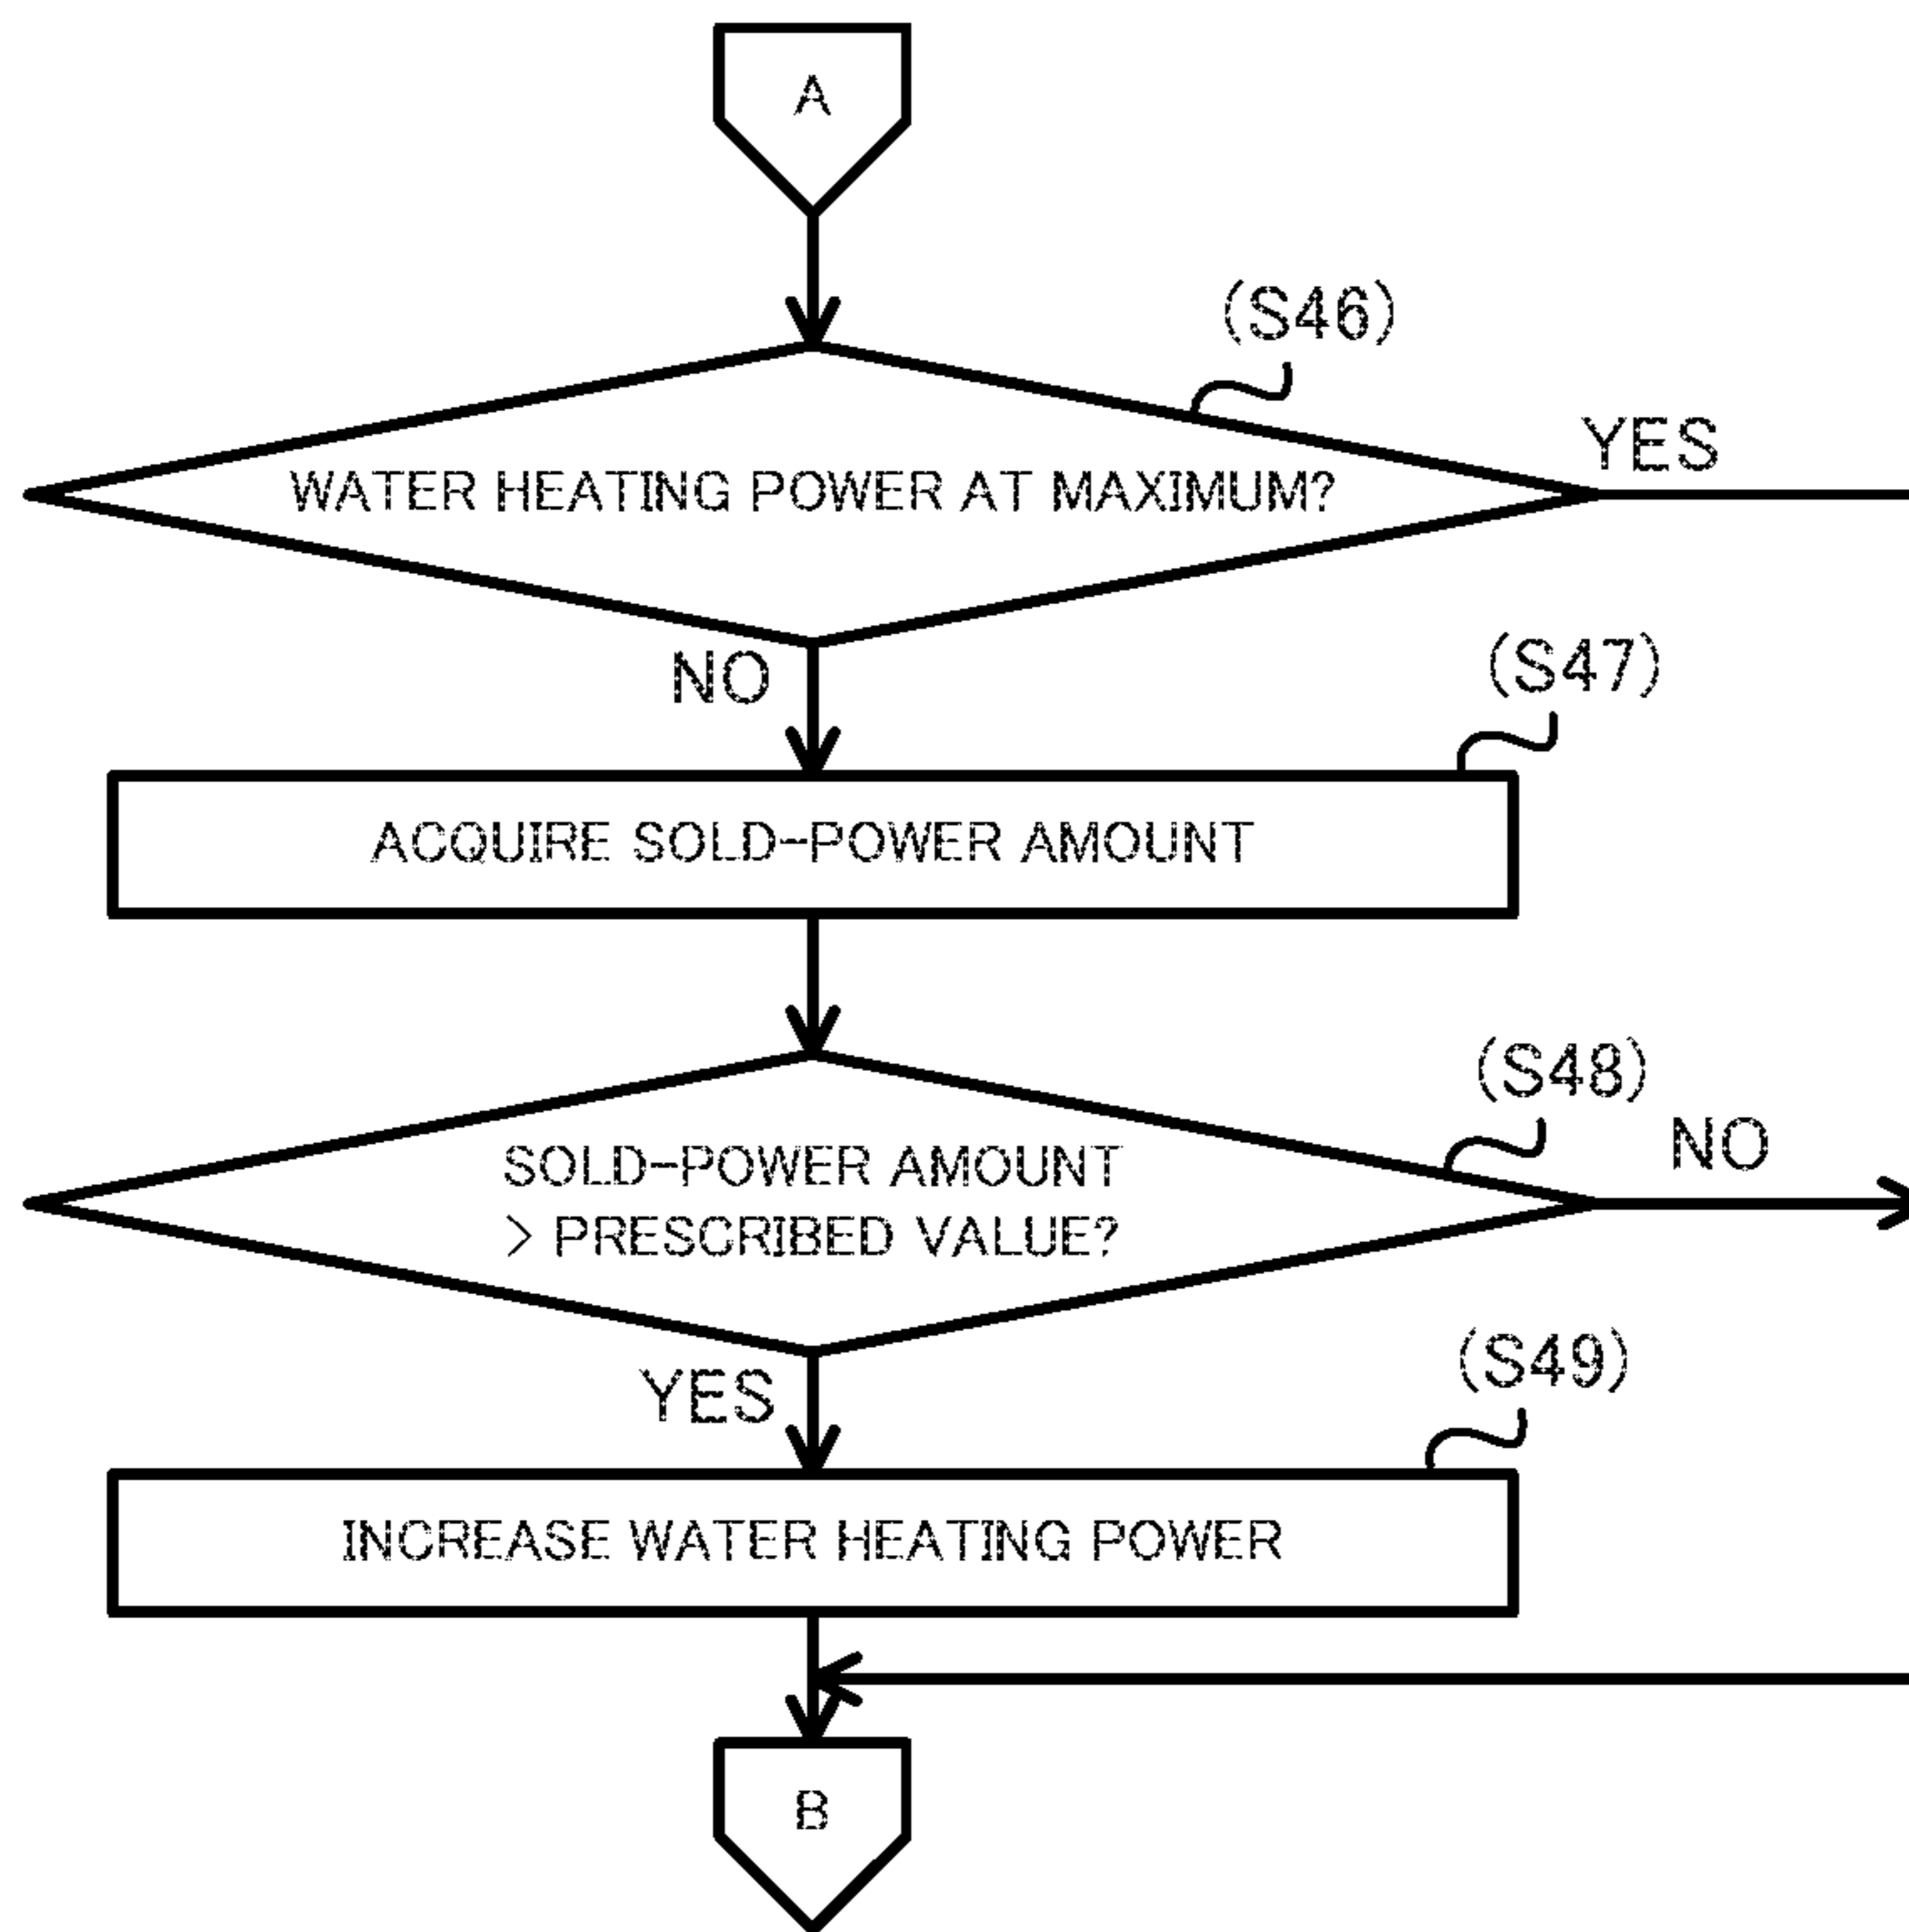 A
(S46)
YES
WATER HEATING POWER AT MAXIMUM?
NO
(S47)
ACQUIRE SOLD-POWER AMOUNT
(S48)
NO
SOLD-POWER AMOUNT
> PRESCRIBED VALUE?
YES
(S49)
INCREASE WATER HEATING POWER
B